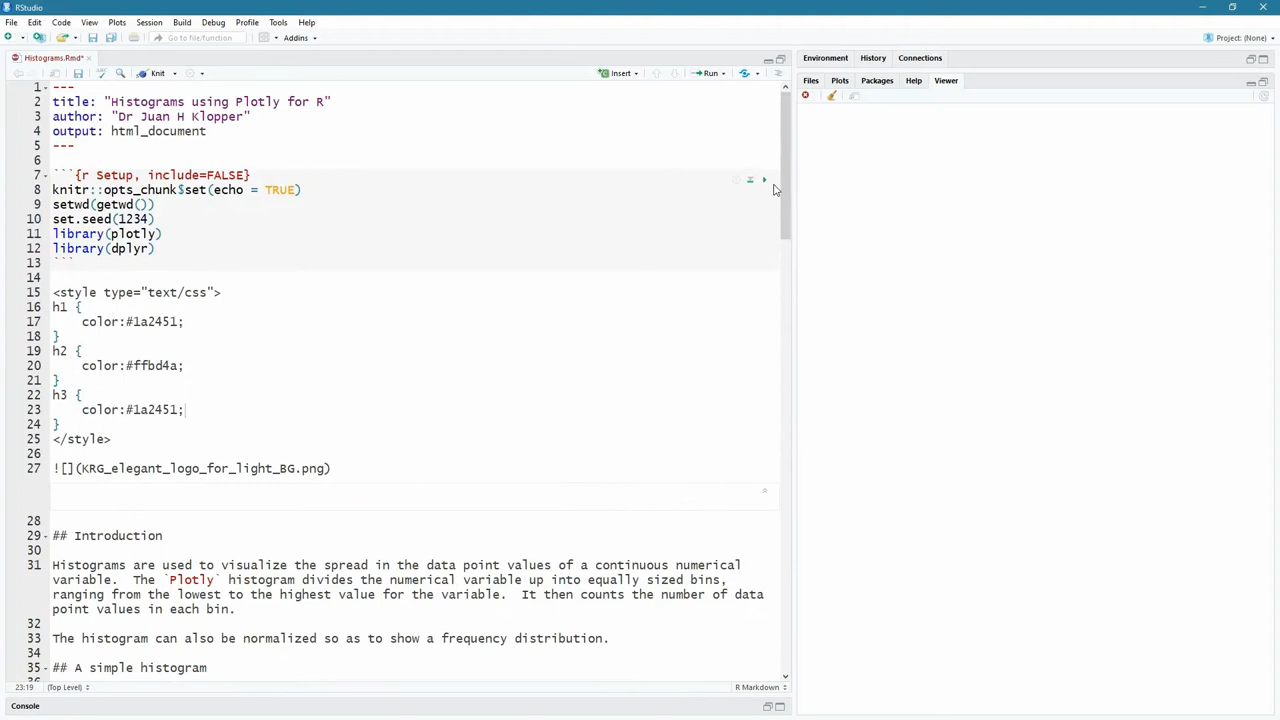 RStudio
File Edit Code View Plots Session Build Debug Profile Tools Help
Go to file/function Addins Project: (None)
Histograms.Rmd*
Knit Insert Run
1 ---
2 title: "Histograms using Plotly for R"
3 author: "Dr Juan H Klopper"
4 output: html_document
5 ---
6
7 ```{r Setup, include=FALSE}
8 knitr::opts_chunk$set(echo = TRUE)
9 setwd(getwd())
10 set.seed(1234)
11 library(plotly)
12 library(dplyr)
13 ```
14
15 <style type="text/css">
16 h1 {
17 color:#1a2451;
18 }
19 h2 {
20 color:#ffbd4a;
21 }
22 h3 {
23 color:#1a2451;
24 }
25 </style>
26
27 ![](KRG_elegant_logo_for_light_BG.png)
28
29 ## Introduction
30
31 Histograms are used to visualize the spread in the data point values of a continuous numerical
variable. The `Plotly` histogram divides the numerical variable up into equally sized bins,
ranging from the lowest to the highest value for the variable. It then counts the number of data
point values in each bin.
32
33 The histogram can also be normalized so as to show a frequency distribution.
34
35 ## A simple histogram
23:19 (Top Level) R Markdown
Console
Environment History Connections
Files Plots Packages Help Viewer